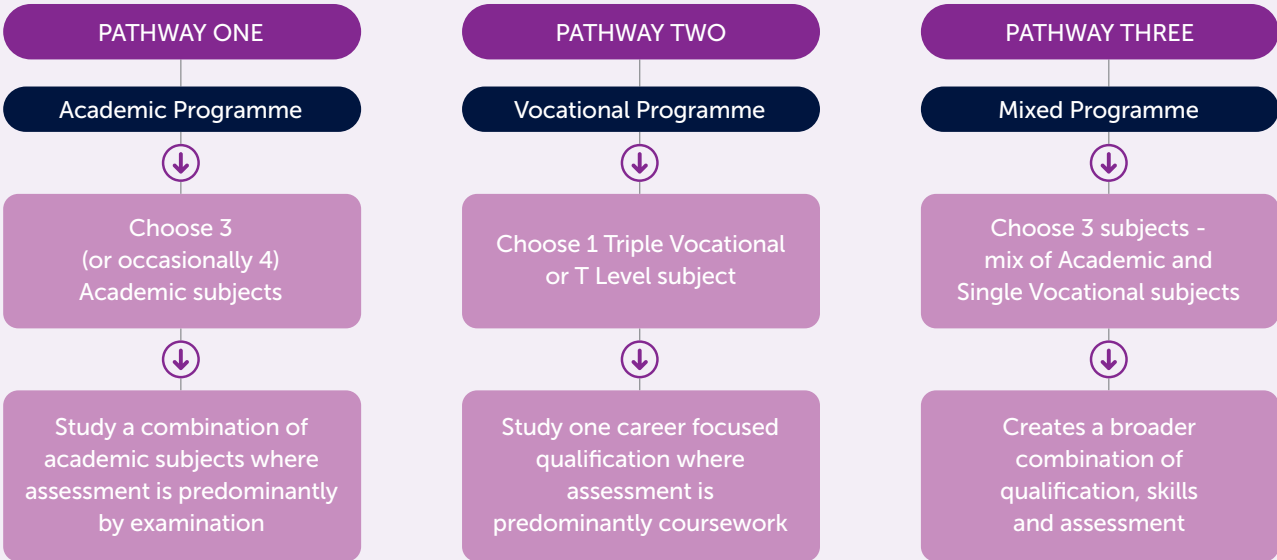 PATHWAY ONE
Academic Programme
Choose 3
(or occasionally 4)
Academic subjects
Study a combination of
academic subjects where
assessment is predominantly
by examination
PATHWAY TWO
Vocational Programme
Choose 1 Triple Vocational
or T Level subject
Study one career focused
qualification where
assessment is
predominantly coursework
PATHWAY THREE
Mixed Programme
Choose 3 subjects -
mix of Academic and
Single Vocational subjects
Creates a broader
combination of
qualification, skills
and assessment